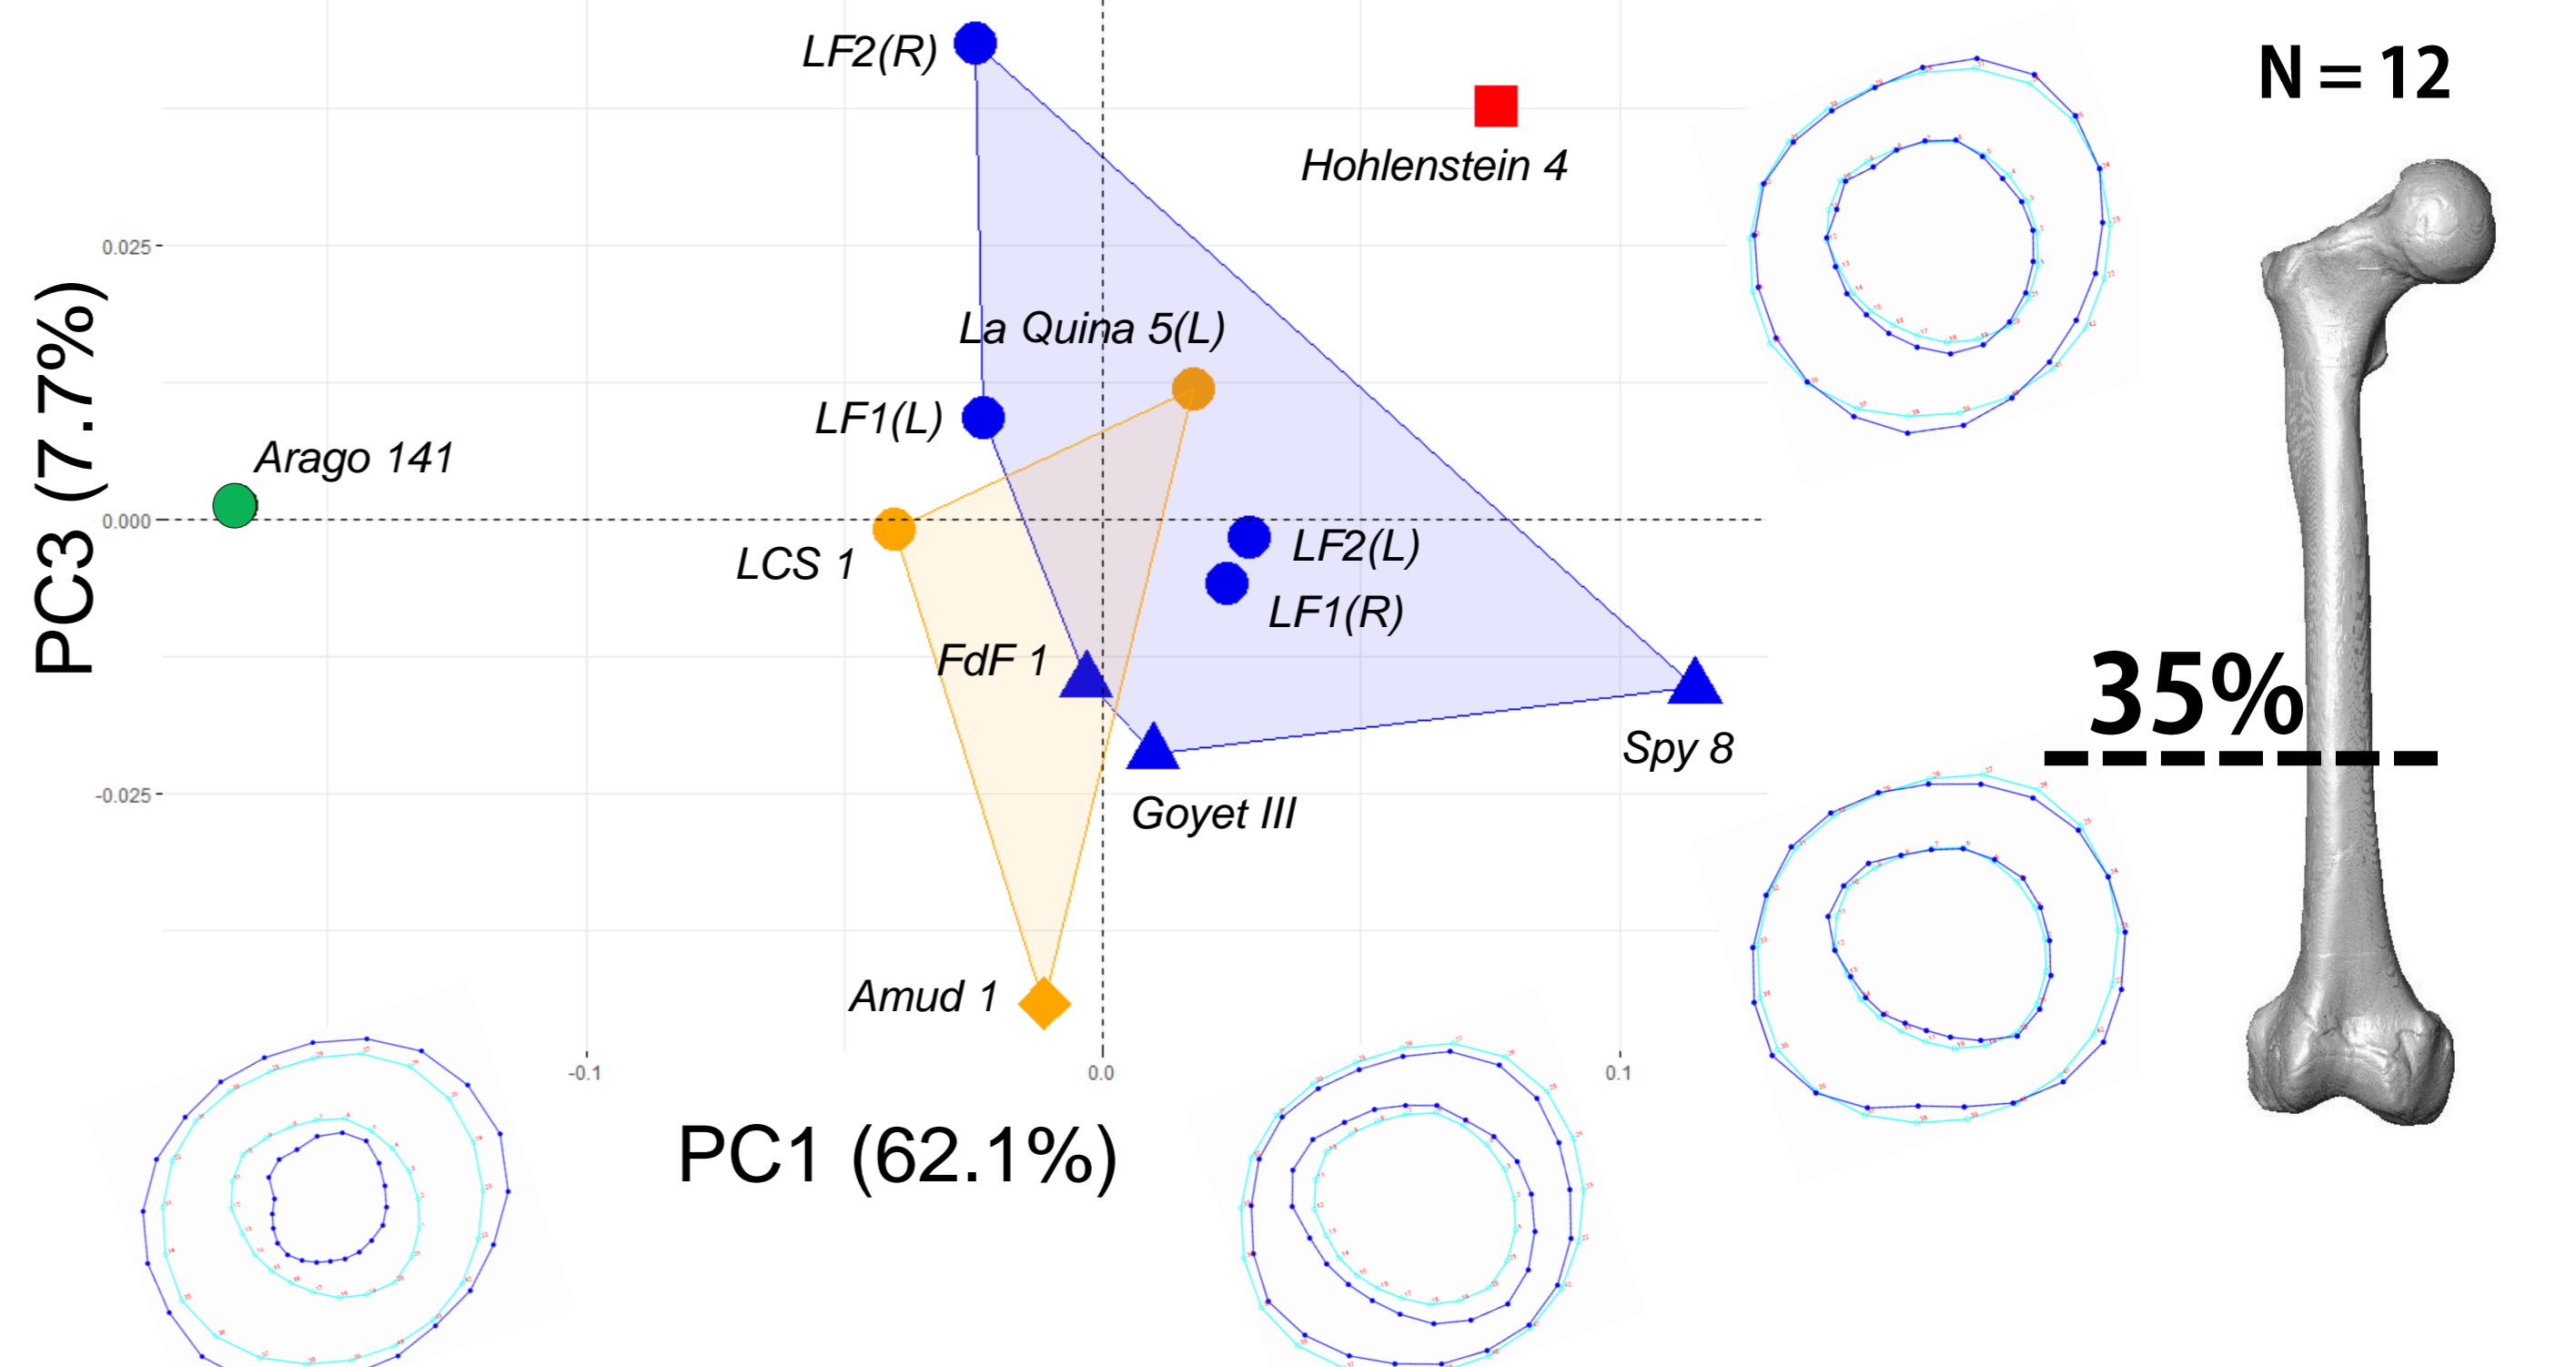 LF2(R)
N = 12
Hohlenstein 4
0.025
La Quina 5(L)
LF1(L)
Arago 141
PC3 (7.7%)
0.000
LCS 1
LF2(L)
LF1(R)
FdF 1
35%
Spy 8
-0.025
Goyet III
Amud 1
-0.1
0.0
0.1
PC1 (62.1%)